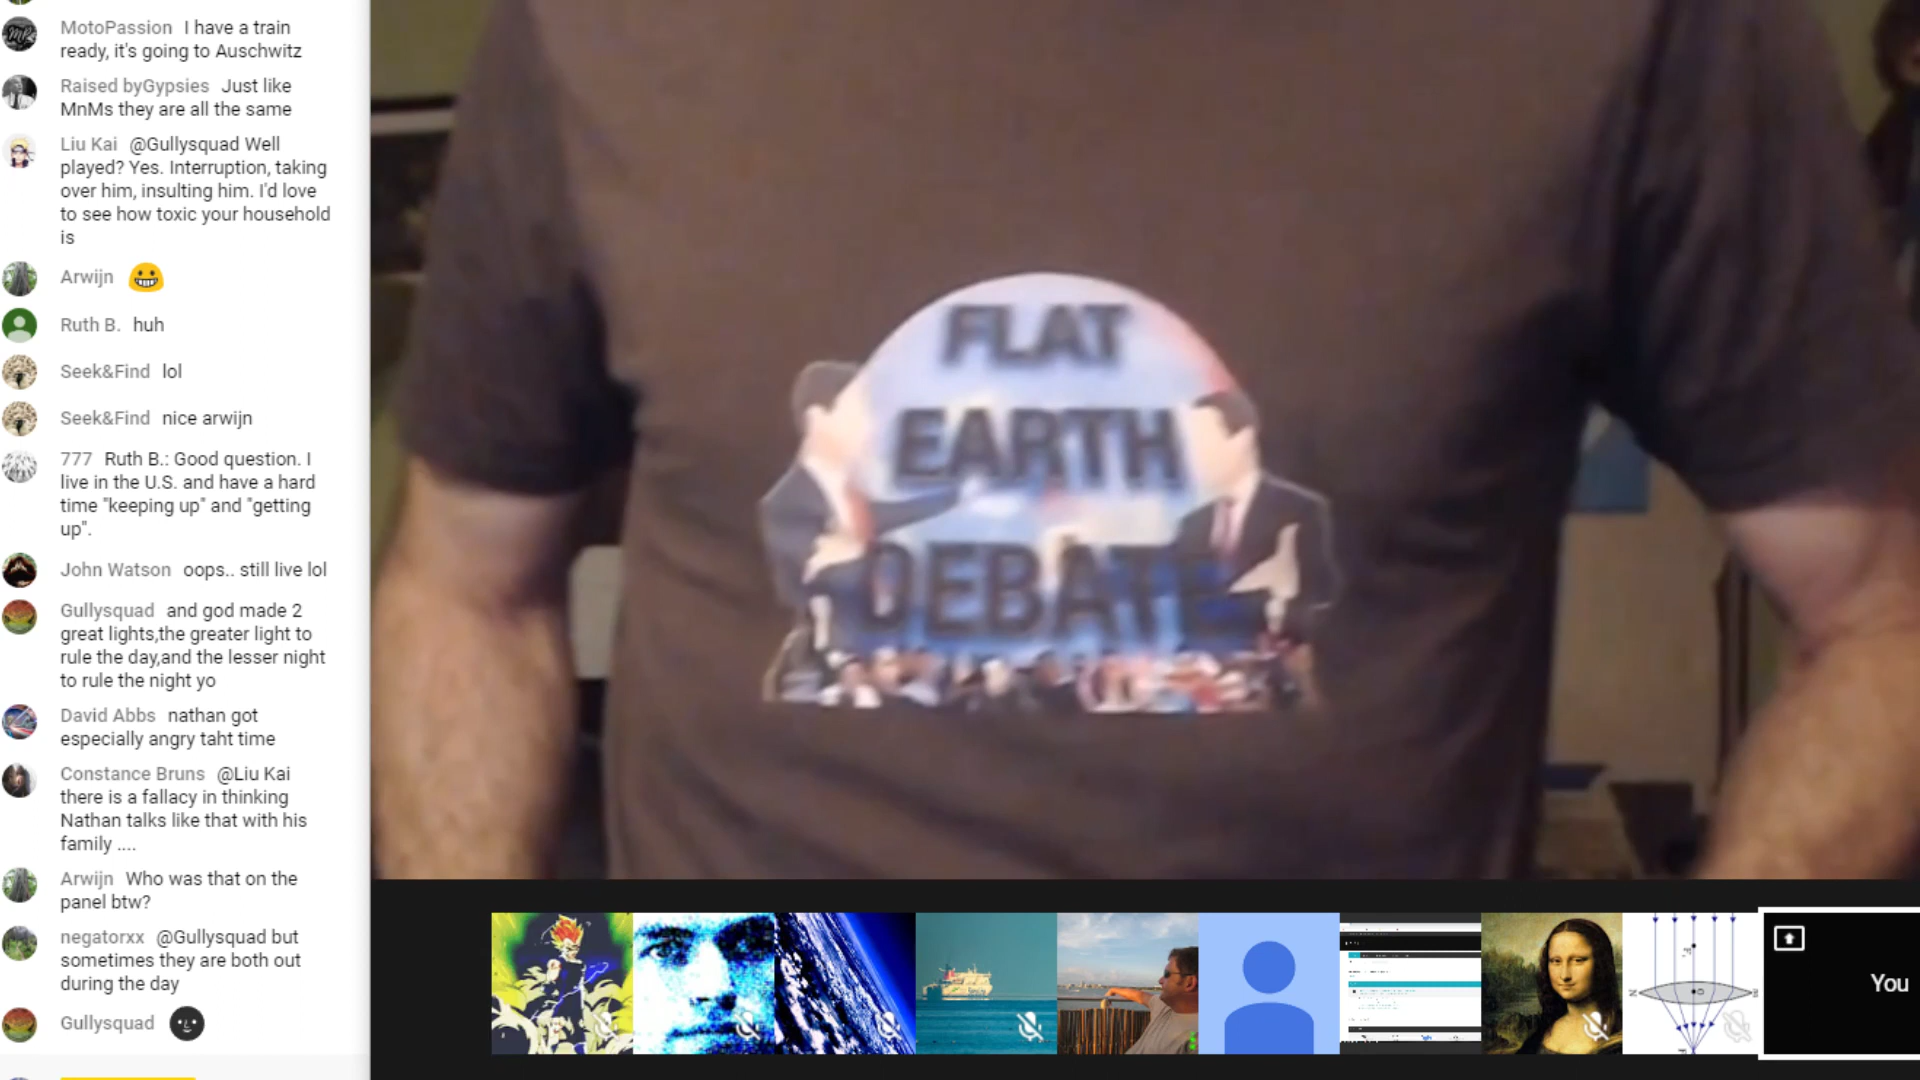 MotoPassion I have a train
ready, it's going to Auschwitz
Raised byGypsies Just like
MnMs they are all the same
Liu Kai @Gullysquad Well
played? Yes. Interruption, taking
over him, insulting him. I'd love
to see how toxic your household
is
Arwijn
Ruth B. huh
Seek&Find lol
Seek&Find nice arwijn
777 Ruth B.: Good question. I
live in the U.S. and have a hard
time "keeping up" and "getting
up".
John Watson oops.. still live lol
Gullysquad and god made 2
great lights,the greater light to
rule the day,and the lesser night
to rule the night yo
David Abbs nathan got
especially angry taht time
Constance Bruns @Liu Kai
there is a fallacy in thinking
Nathan talks like that with his
family ....
Arwijn Who was that on the
panel btw?
negatorxx @Gullysquad but
sometimes they are both out
during the day
Gullysquad
FLAT
EARTH
DEBATE
You